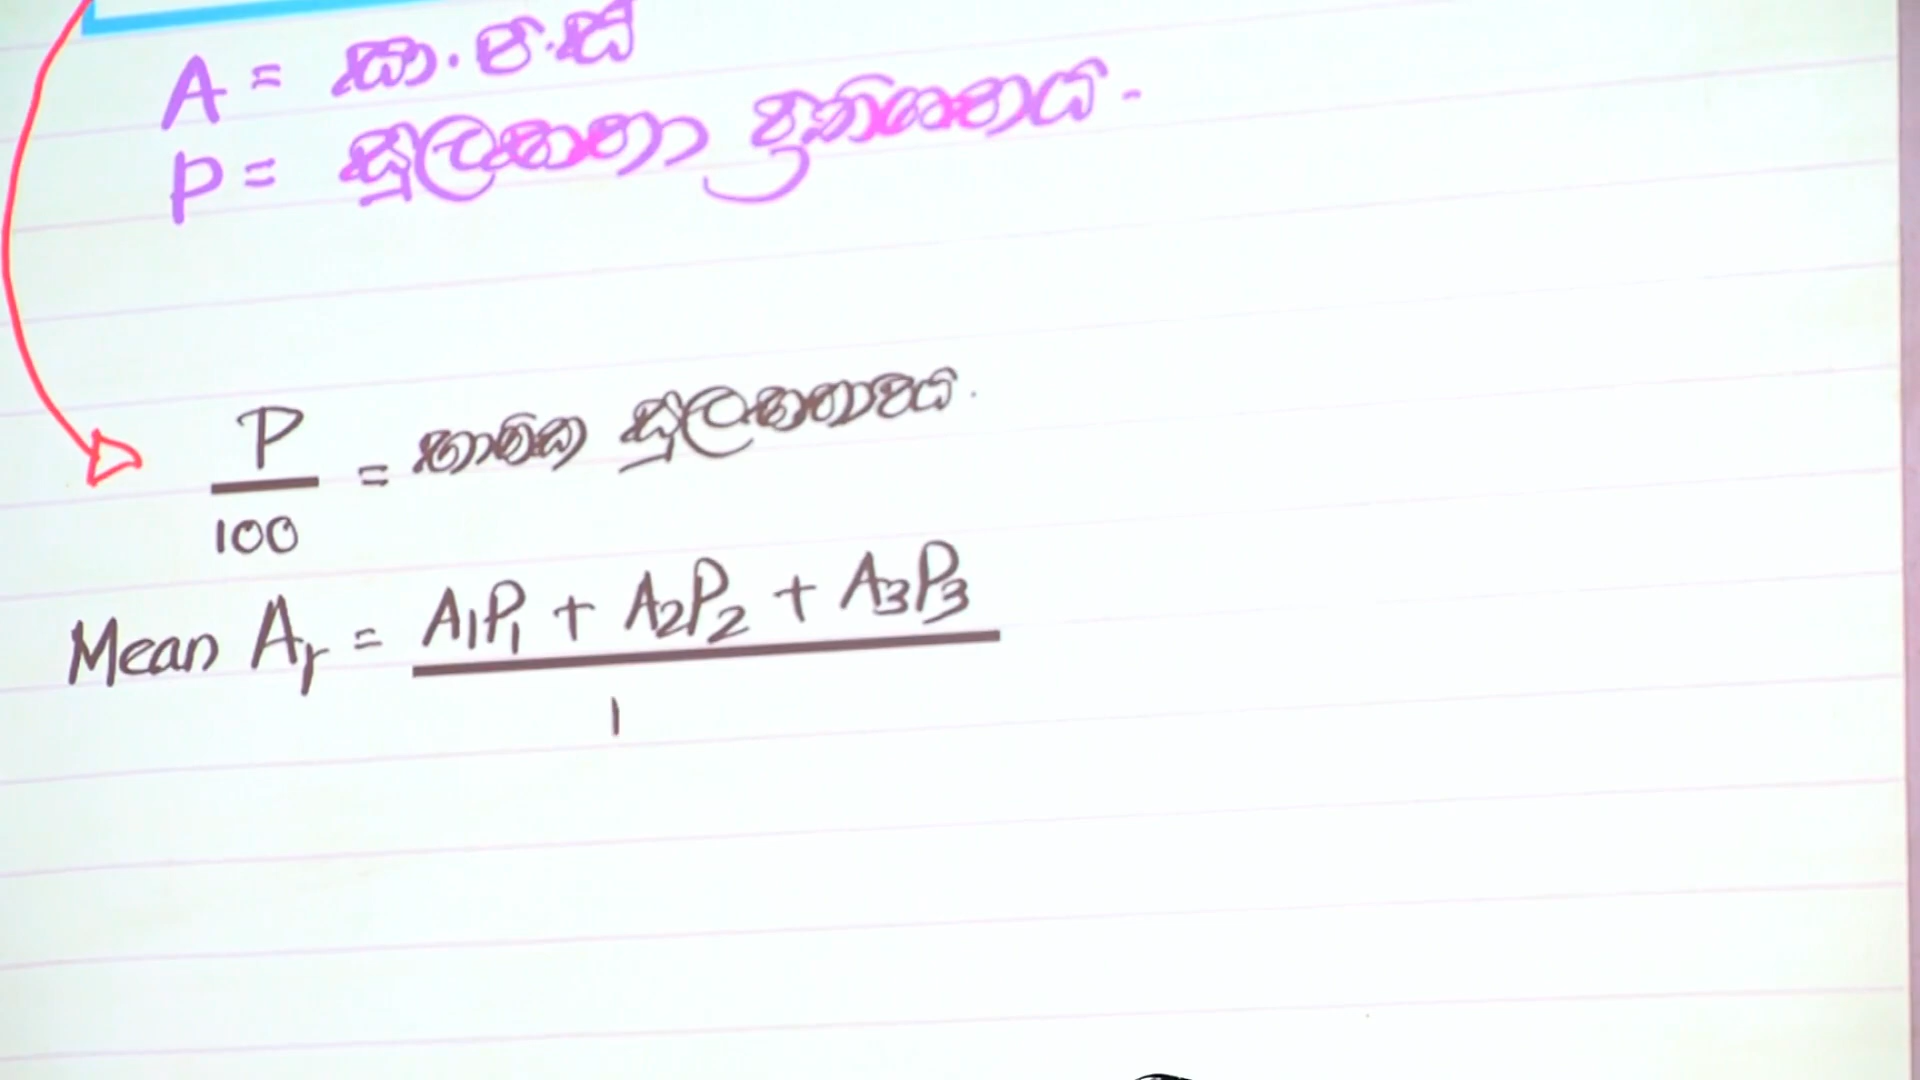 A = සා.ප.ස්
P = සුලභතා ප්‍රතිශතය.
P/100 = භාගික සුලභතාවය.
Mean Ar = A1P1 + A2P2 + A3P3 / 1